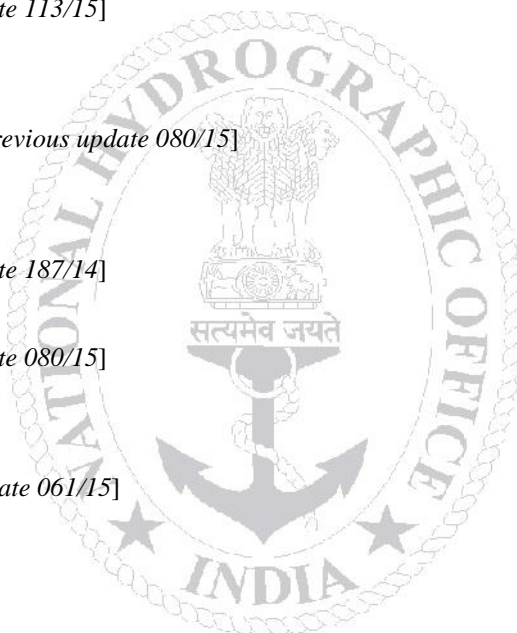 te 113/15]
revious update 080/15]
te 187/14]
te 080/15]
ate 061/15]
NATIONAL HYDROGRAPHIC OFFICE
सत्यमेव जयते
INDIA